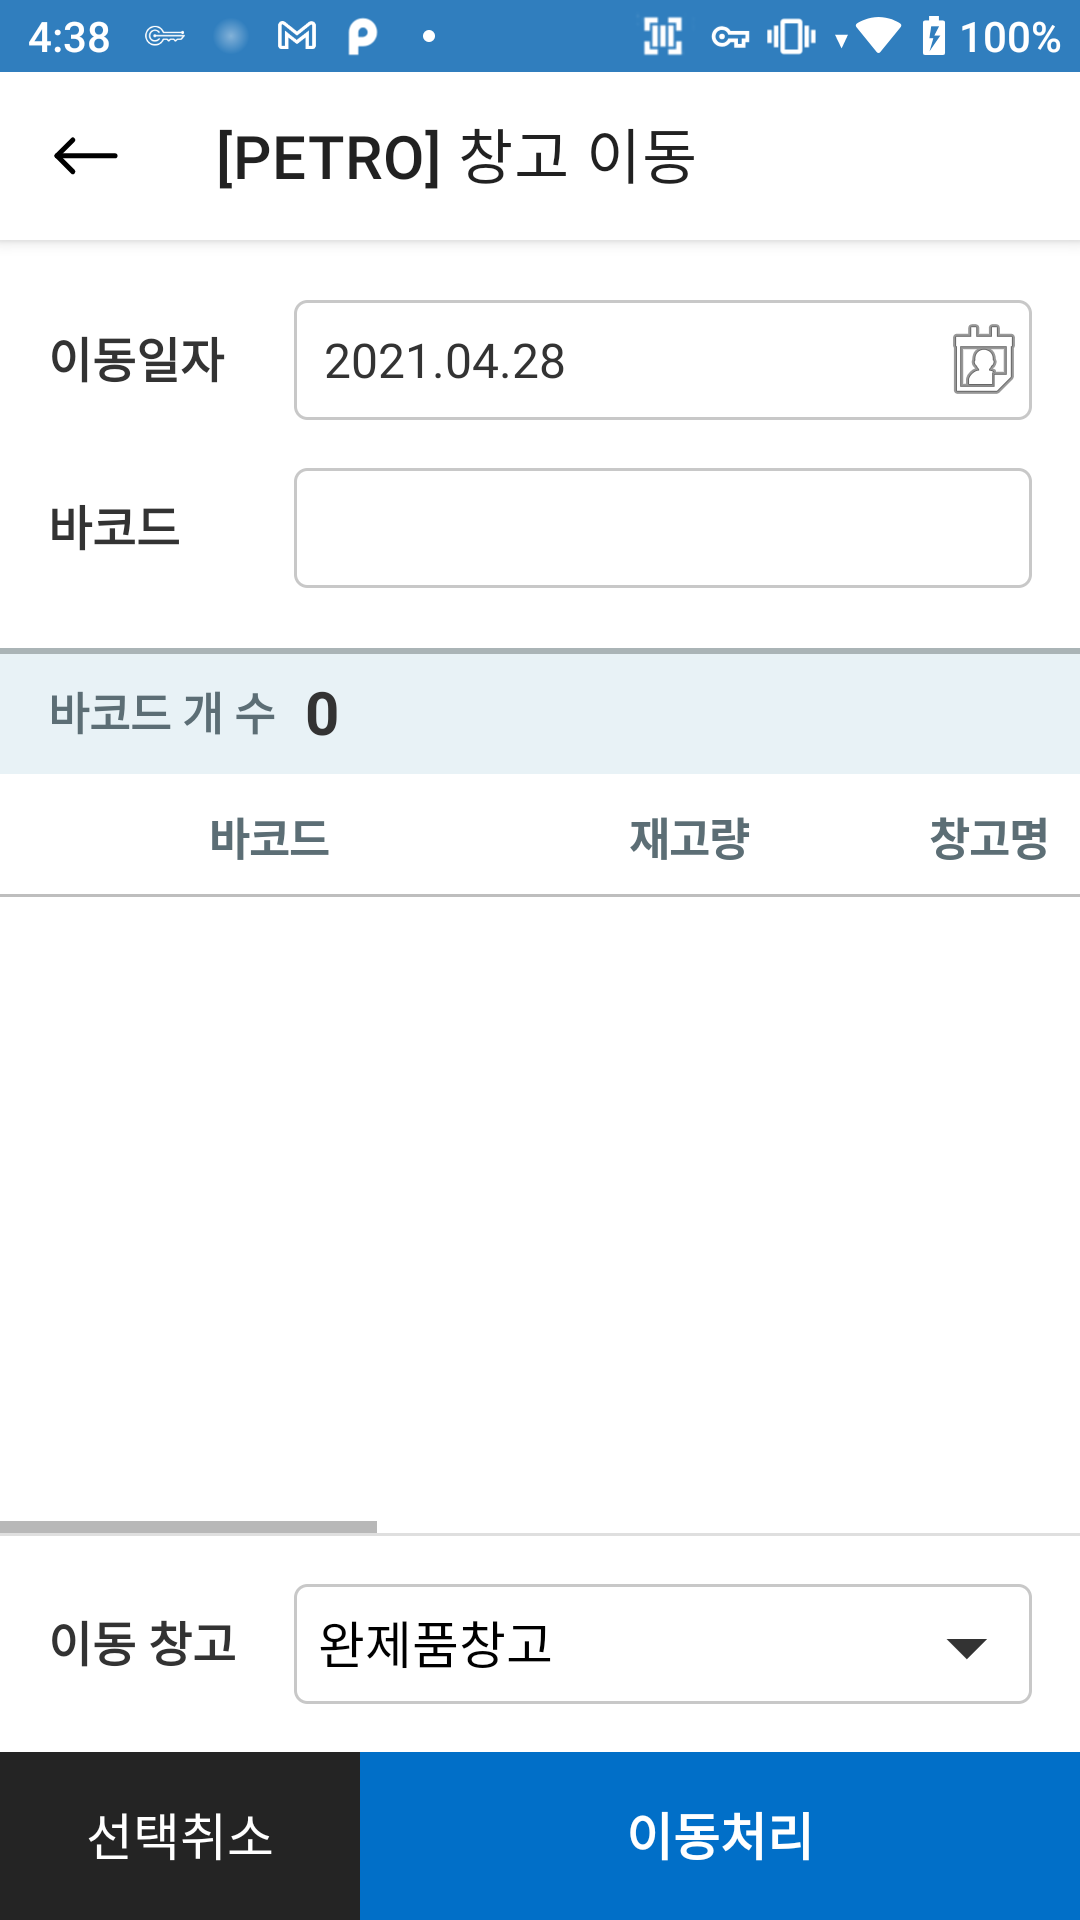 4:38 100%
[PETRO] 창고 이동
이동일자 2021.04.28
바코드
바코드 개 수 0
바코드 재고량 창고명
이동 창고 완제품창고
선택취소 이동처리